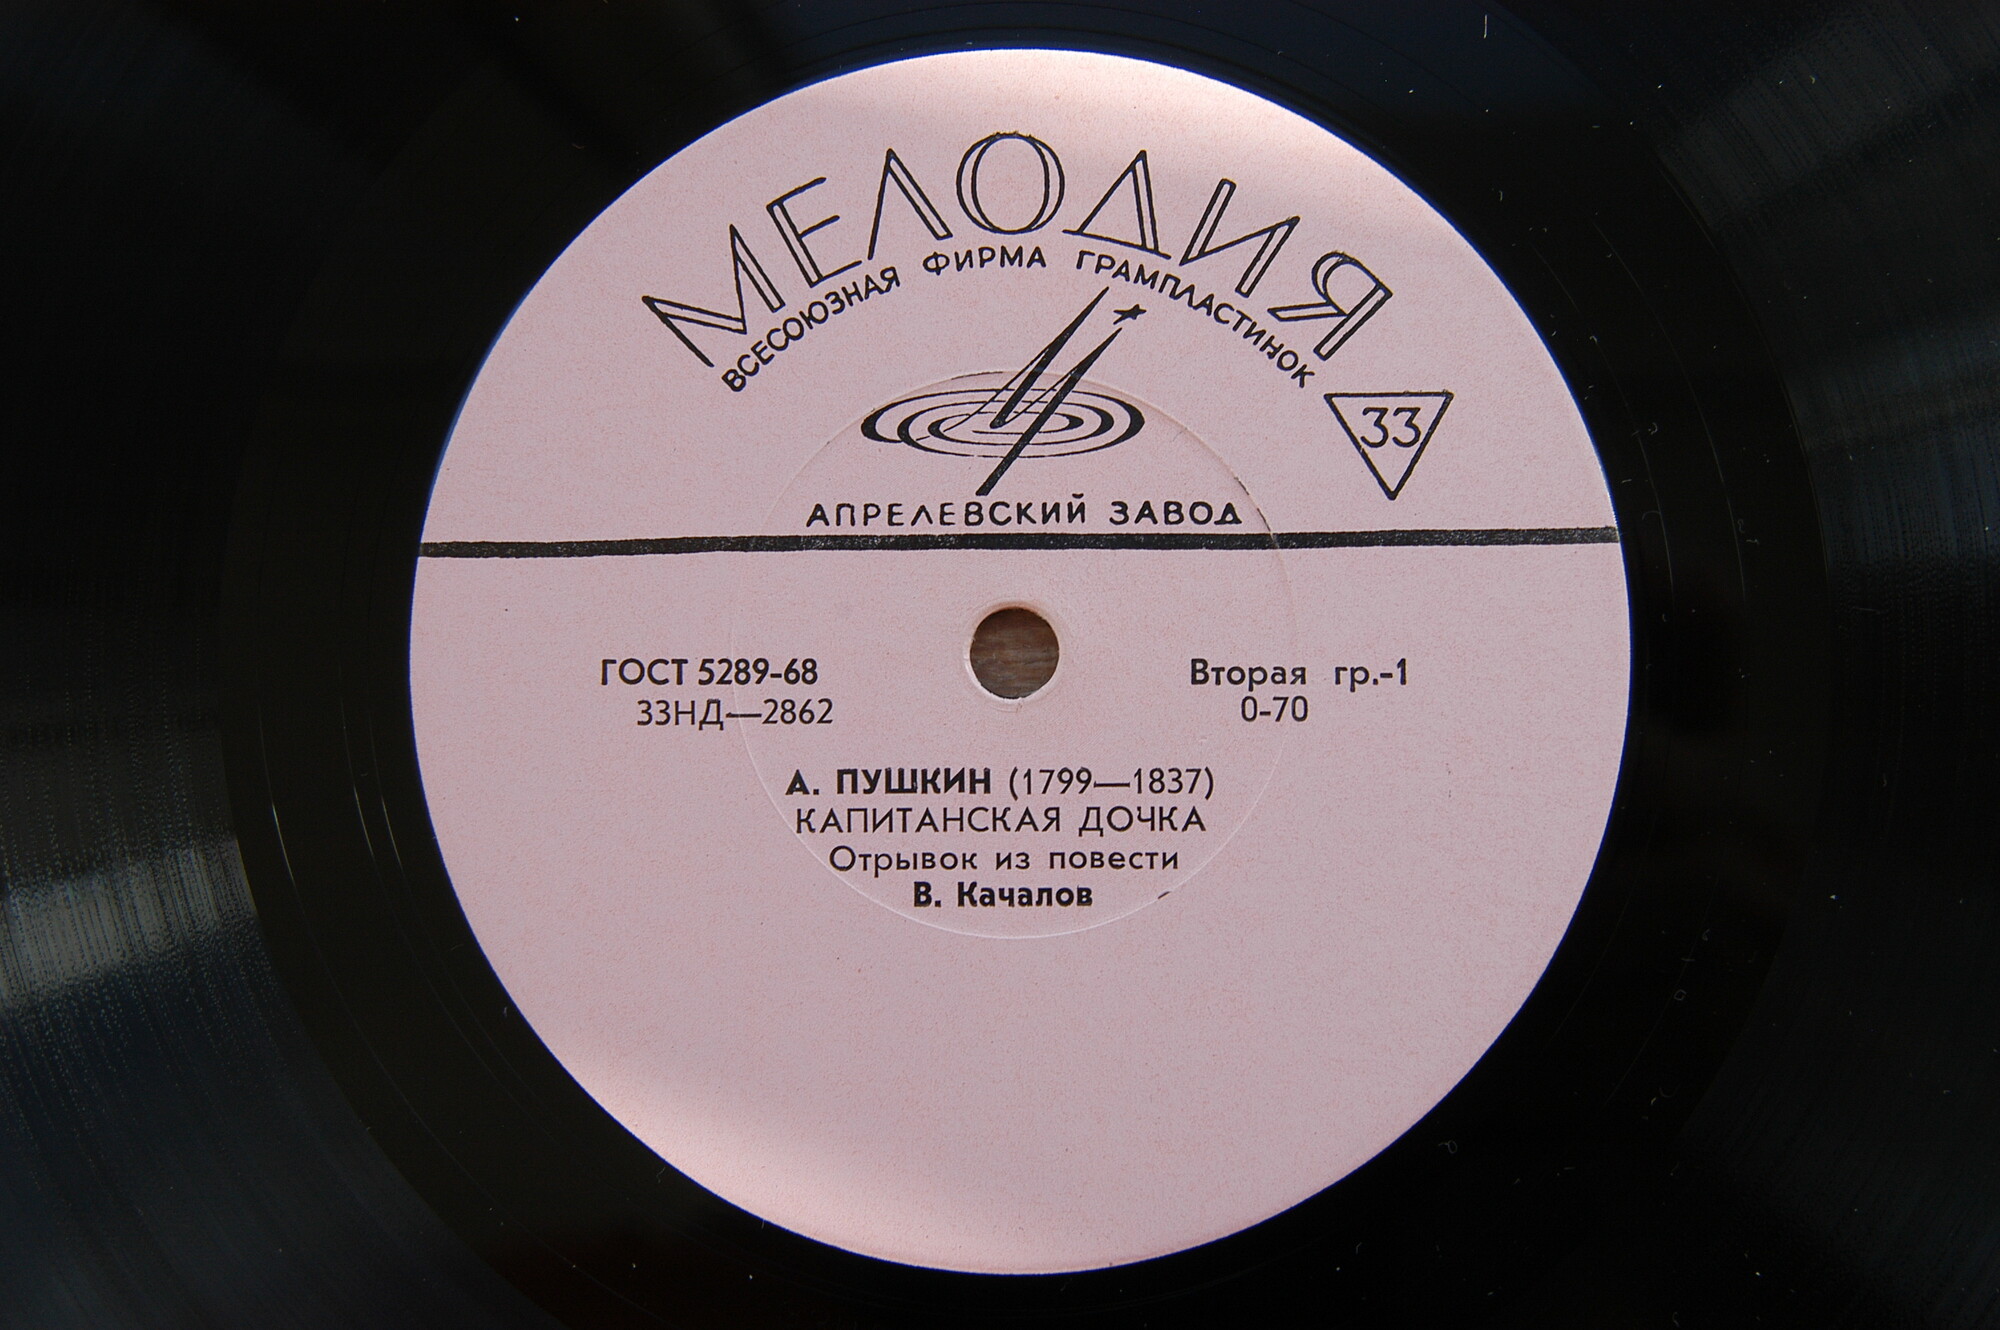 МЕЛОДИЯ
ВСЕСОЮЗНАЯ ФИРМА ГРАМПЛАСТИНОК
33
АПРЕЛЕВСКИЙ ЗАВОД
ГОСТ 5289-68
33НД—2862
Вторая гр.-1
0-70
А. ПУШКИН (1799—1837)
КАПИТАНСКАЯ ДОЧКА
Отрывок из повести
В. Качалов